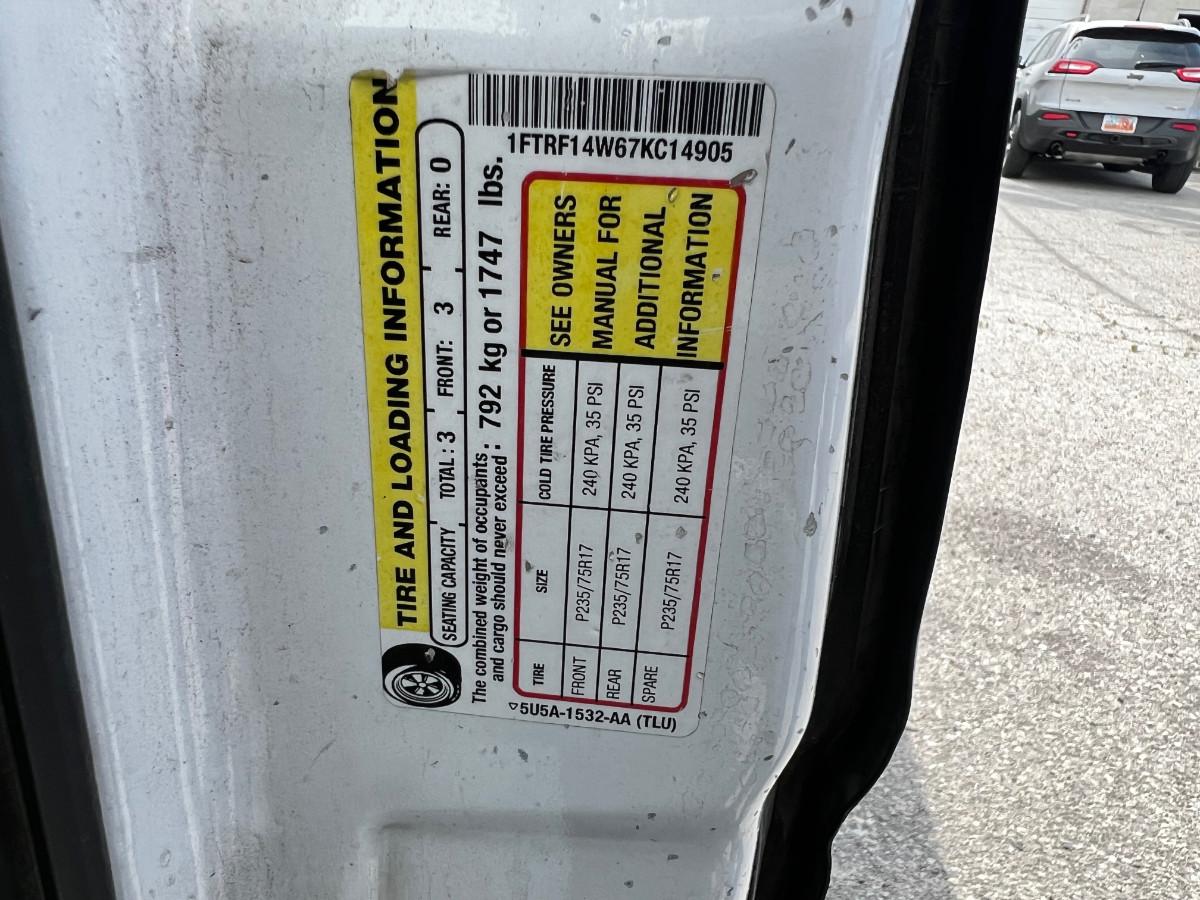 TIRE AND LOADING INFORMATION
SEATING CAPACITY TOTAL : 3 FRONT: 3 REAR: 0
The combined weight of occupants : 792 kg or 1747 lbs.
and cargo should never exceed :
TIRE SIZE COLD TIRE PRESSURE
FRONT P235/75R17 240 KPA, 35 PSI
REAR P235/75R17 240 KPA, 35 PSI
SPARE P235/75R17 240 KPA, 35 PSI
SEE OWNERS
MANUAL FOR
ADDITIONAL
INFORMATION
5U5A-1532-AA (TLU)
1FTRF14W67KC14905